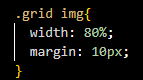 .grid img{
  width: 80%;
  margin: 10px;
}